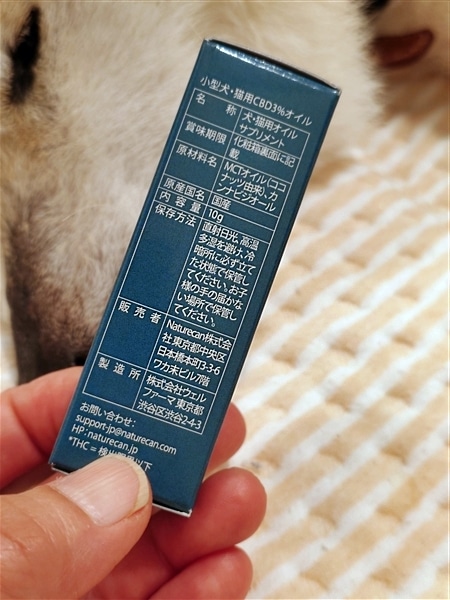 小型犬・猫用CBD3%オイル
名 称 犬・猫用オイル
サプリメント
賞味期限 化粧箱裏面に記
載
原材料名 MCTオイル(ココ
ナッツ由来)、カ
ンナビジオール
原産国名 国産
内 容 量 10g
保存方法 直射日光、高温
多湿を避け、冷
暗所に必ず立て
た状態で保管し
てください。お子
様の手の届かな
い場所で保管し
てください。
販 売 者 Naturecan株式会
社 東京都中央区
日本橋本町3-3-6
ワカ末ビル7階
製 造 所 株式会社ウェル
ファーマ 東京都
渋谷区渋谷2-4-3
お問い合わせ：
support-jp@naturecan.com
HP：naturecan.jp
*THC = 検出限界以下